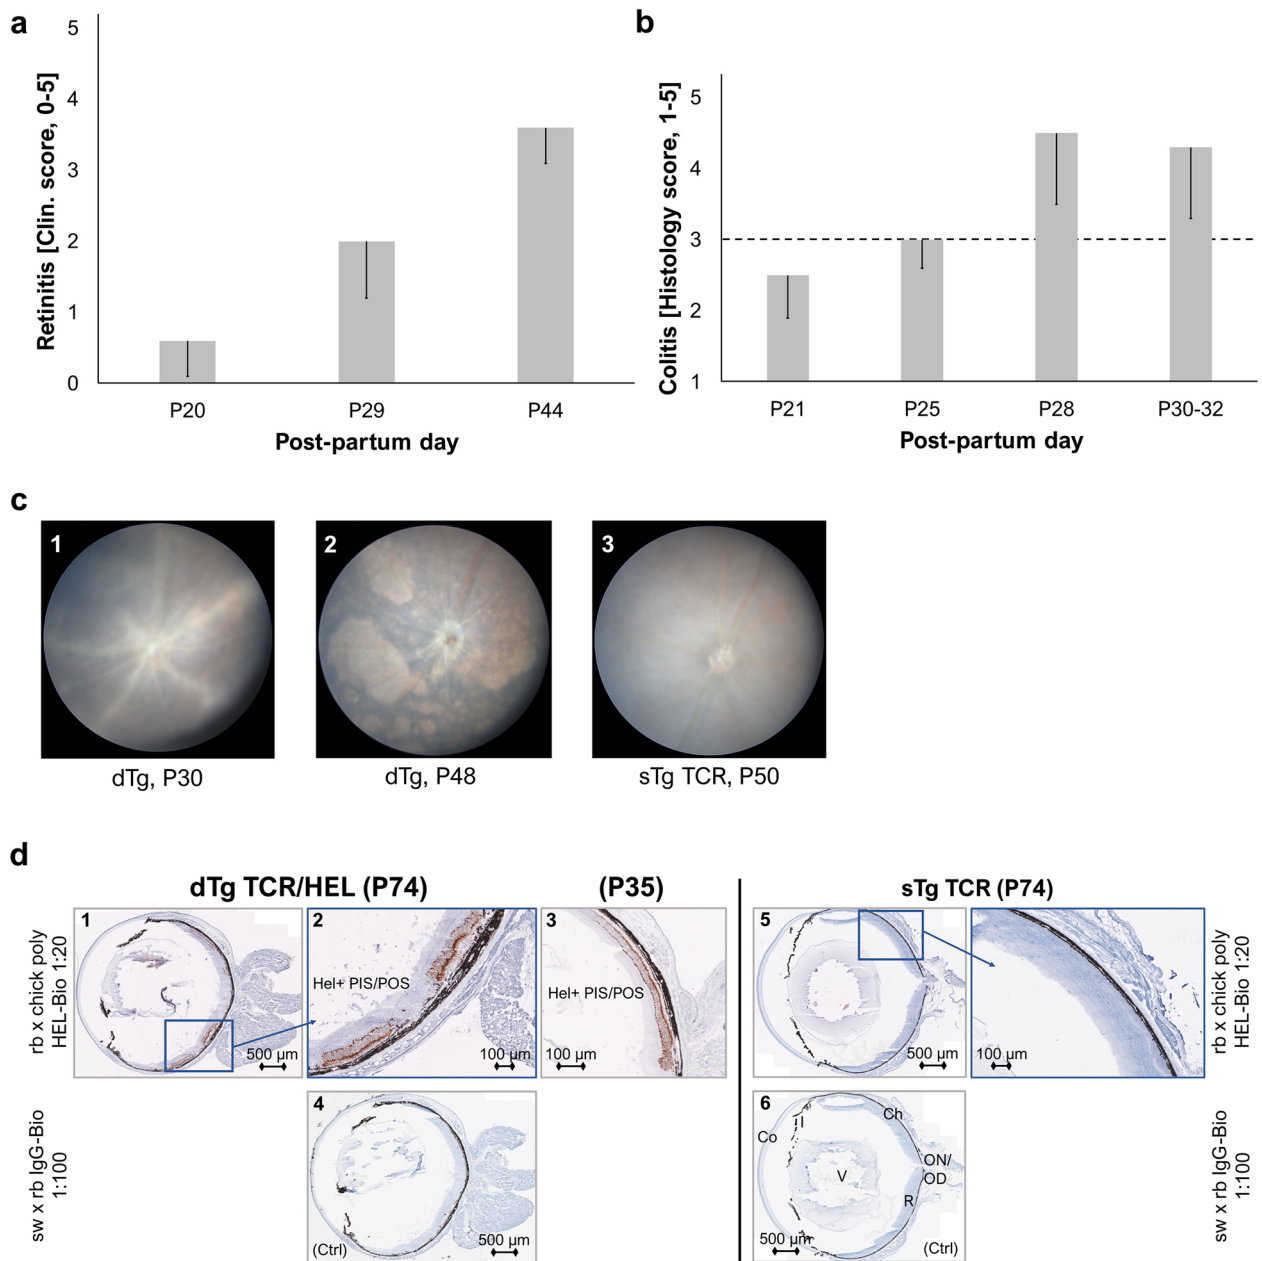 a
Retinitis [Clin. score, 0-5]
5
4
3
2
1
0
P20 P29 P44
Post-partum day
b
Colitis [Histology score, 1-5]
5
4
3
2
1
P21 P25 P28 P30-32
Post-partum day
c
1
dTg, P30
2
dTg, P48
3
sTg TCR, P50
d
dTg TCR/HEL (P74)
(P35)
sTg TCR (P74)
rb x chick poly
HEL-Bio 1:20
1
500 µm
2
Hel+ PIS/POS
100 µm
3
Hel+ PIS/POS
100 µm
5
500 µm
100 µm
rb x chick poly
HEL-Bio 1:20
sw x rb IgG-Bio
1:100
4
(Ctrl)
500 µm
6
I
Ch
Co
ON/
OD
V
R
500 µm
(Ctrl)
sw x rb IgG-Bio
1:100